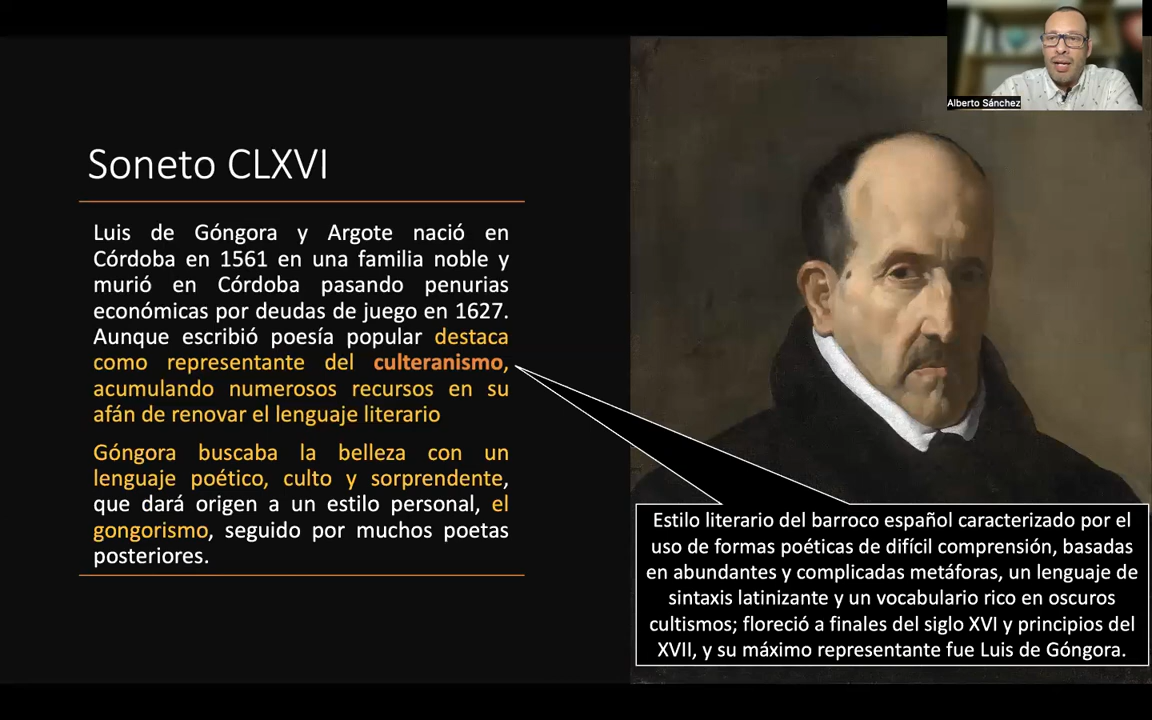 Alberto Sánchez
Soneto CLXVI
Luis de Góngora y Argote nació en
Córdoba en 1561 en una familia noble y
murió en Córdoba pasando penurias
económicas por deudas de juego en 1627.
Aunque escribió poesía popular destaca
como representante del culteranismo,
acumulando numerosos recursos en su
afán de renovar el lenguaje literario
Góngora buscaba la belleza con un
lenguaje poético, culto y sorprendente,
que dará origen a un estilo personal, el
gongorismo, seguido por muchos poetas
posteriores.
Estilo literario del barroco español caracterizado por el
uso de formas poéticas de difícil comprensión, basadas
en abundantes y complicadas metáforas, un lenguaje de
sintaxis latinizante y un vocabulario rico en oscuros
cultismos; floreció a finales del siglo XVI y principios del
XVII, y su máximo representante fue Luis de Góngora.